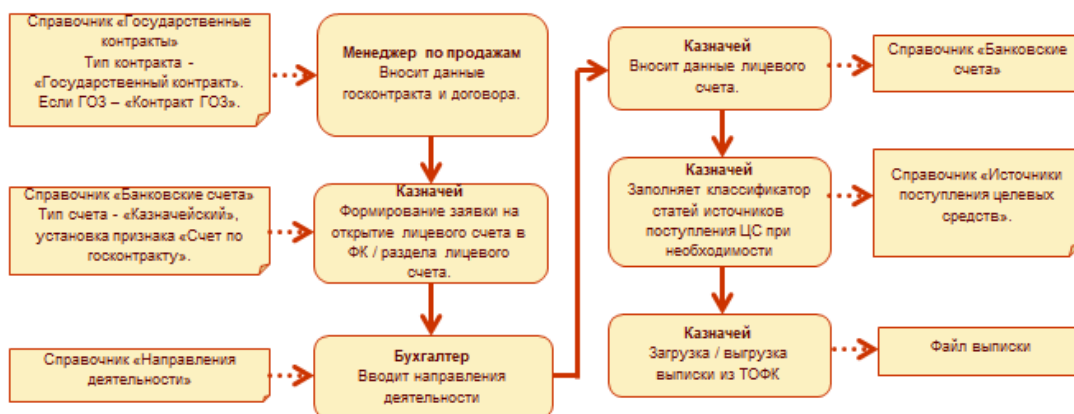 Справочник «Государственные
контракты»
Тип контракта -
«Государственный контракт».
Если ГОЗ – «Контракт ГОЗ».
Менеджер по продажам
Вносит данные
госконтракта и договора.
Справочник «Банковские счета»
Тип счета - «Казначейский»,
установка признака «Счет по
госконтракту».
Казначей
Формирование заявки на
открытие лицевого счета в
ФК / раздела лицевого
счета.
Справочник «Направления
деятельности»
Бухгалтер
Вводит направления
деятельности
Казначей
Вносит данные лицевого
счета.
Справочник «Банковские
счета»
Казначей
Заполняет классификатор
статей источников
поступления ЦС при
необходимости
Справочник «Источники
поступления целевых
средств».
Казначей
Загрузка / выгрузка
выписки из ТОФК
Файл выписки